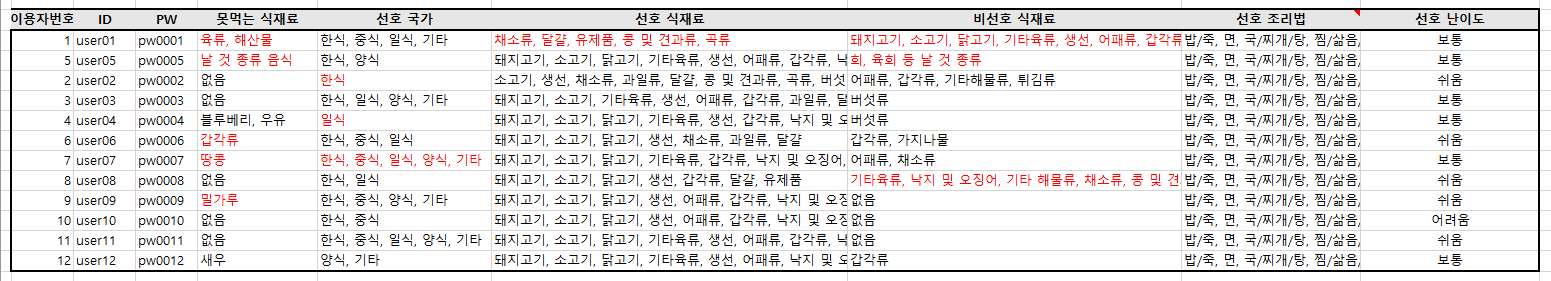 이용자번호 ID PW 못먹는 식재료 선호 국가 선호 식재료 비선호 식재료 선호 조리법 선호 난이도
1 user01 pw0001 육류, 해산물 한식, 중식, 일식, 기타 채소류, 달걀, 유제품, 콩 및 견과류, 곡류 돼지고기, 소고기, 닭고기, 기타육류, 생선, 어패류, 갑각류 밥/죽, 면, 국/찌개/탕, 찜/삶음, 보통
5 user05 pw0005 날 것 종류 음식 한식, 양식 돼지고기, 소고기, 닭고기, 기타육류, 생선, 어패류, 갑각류, 낙 회, 육회 등 날 것 종류 밥/죽, 면, 국/찌개/탕, 찜/삶음, 보통
2 user02 pw0002 없음 한식 소고기, 생선, 채소류, 과일류, 달걀, 콩 및 견과류, 곡류, 버섯 어패류, 갑각류, 기타해물류, 튀김류 밥/죽, 면, 국/찌개/탕, 찜/삶음, 쉬움
3 user03 pw0003 없음 한식, 일식, 양식, 기타 돼지고기, 소고기, 기타육류, 생선, 어패류, 갑각류, 과일류, 달 버섯류 밥/죽, 면, 국/찌개/탕, 찜/삶음, 보통
4 user04 pw0004 블루베리, 우유 일식 돼지고기, 소고기, 닭고기, 기타육류, 생선, 갑각류, 낙지 및 오 버섯류 밥/죽, 면, 국/찌개/탕, 찜/삶음, 보통
6 user06 pw0006 갑각류 한식, 중식, 일식 돼지고기, 소고기, 닭고기, 생선, 채소류, 과일류, 달걀 갑각류, 가지나물 밥/죽, 면, 국/찌개/탕, 찜/삶음, 쉬움
7 user07 pw0007 땅콩 한식, 중식, 일식, 양식, 기타 돼지고기, 소고기, 닭고기, 기타육류, 갑각류, 낙지 및 오징어, 어패류, 채소류 밥/죽, 면, 국/찌개/탕, 찜/삶음, 보통
8 user08 pw0008 없음 한식, 일식 돼지고기, 소고기, 닭고기, 생선, 갑각류, 달걀, 유제품 기타육류, 낙지 및 오징어, 기타 해물류, 채소류, 콩 및 견 밥/죽, 면, 국/찌개/탕, 찜/삶음, 쉬움
9 user09 pw0009 밀가루 한식, 중식, 양식, 기타 돼지고기, 소고기, 닭고기, 생선, 어패류, 갑각류, 낙지 및 오징 없음 밥/죽, 면, 국/찌개/탕, 찜/삶음, 쉬움
10 user10 pw0010 없음 한식, 중식 돼지고기, 소고기, 닭고기, 생선, 어패류, 갑각류, 낙지 및 오징 없음 밥/죽, 면, 국/찌개/탕, 찜/삶음, 어려움
11 user11 pw0011 없음 한식, 중식, 일식, 양식, 기타 돼지고기, 소고기, 닭고기, 기타육류, 생선, 어패류, 갑각류, 낙 없음 밥/죽, 면, 국/찌개/탕, 찜/삶음, 쉬움
12 user12 pw0012 새우 양식, 기타 돼지고기, 소고기, 닭고기, 기타육류, 생선, 어패류, 낙지 및 오 갑각류 밥/죽, 면, 국/찌개/탕, 찜/삶음, 보통